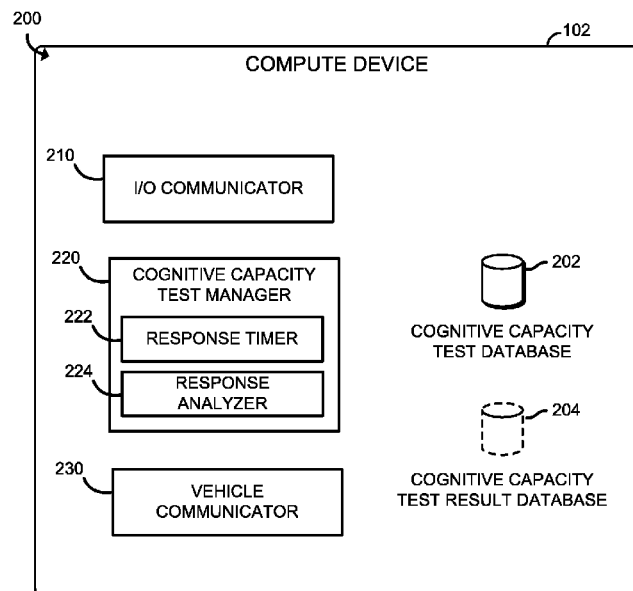 200
102
COMPUTE DEVICE
210
I/O COMMUNICATOR
220
COGNITIVE CAPACITY
TEST MANAGER
222
RESPONSE TIMER
224
RESPONSE
ANALYZER
230
VEHICLE
COMMUNICATOR
202
COGNITIVE CAPACITY
TEST DATABASE
204
COGNITIVE CAPACITY
TEST RESULT DATABASE